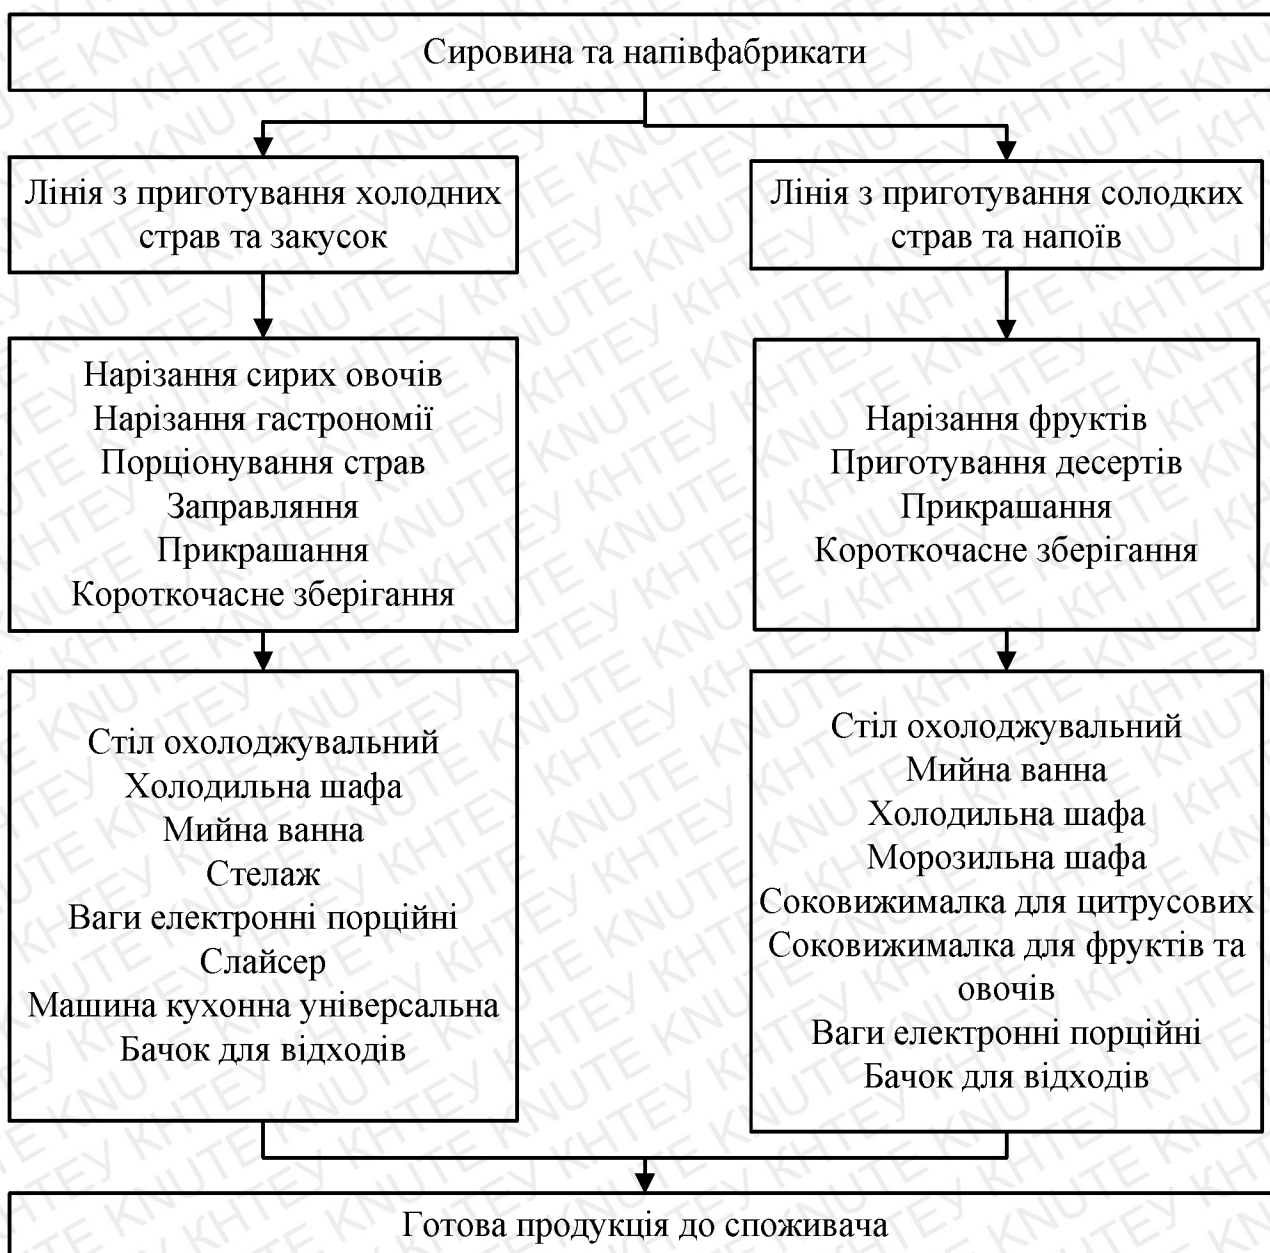 Сировина та напівфабрикати
Лінія з приготування холодних
страв та закусок
Лінія з приготування солодких
страв та напоїв
Нарізання сирих овочів
Нарізання гастрономії
Порціонування страв
Заправляння
Прикрашання
Короткочасне зберігання
Нарізання фруктів
Приготування десертів
Прикрашання
Короткочасне зберігання
Стіл охолоджувальний
Холодильна шафа
Мийна ванна
Стелаж
Ваги електронні порційні
Слайсер
Машина кухонна універсальна
Бачок для відходів
Стіл охолоджувальний
Мийна ванна
Холодильна шафа
Морозильна шафа
Соковижималка для цитрусових
Соковижималка для фруктів та
овочів
Ваги електронні порційні
Бачок для відходів
Готова продукція до споживача